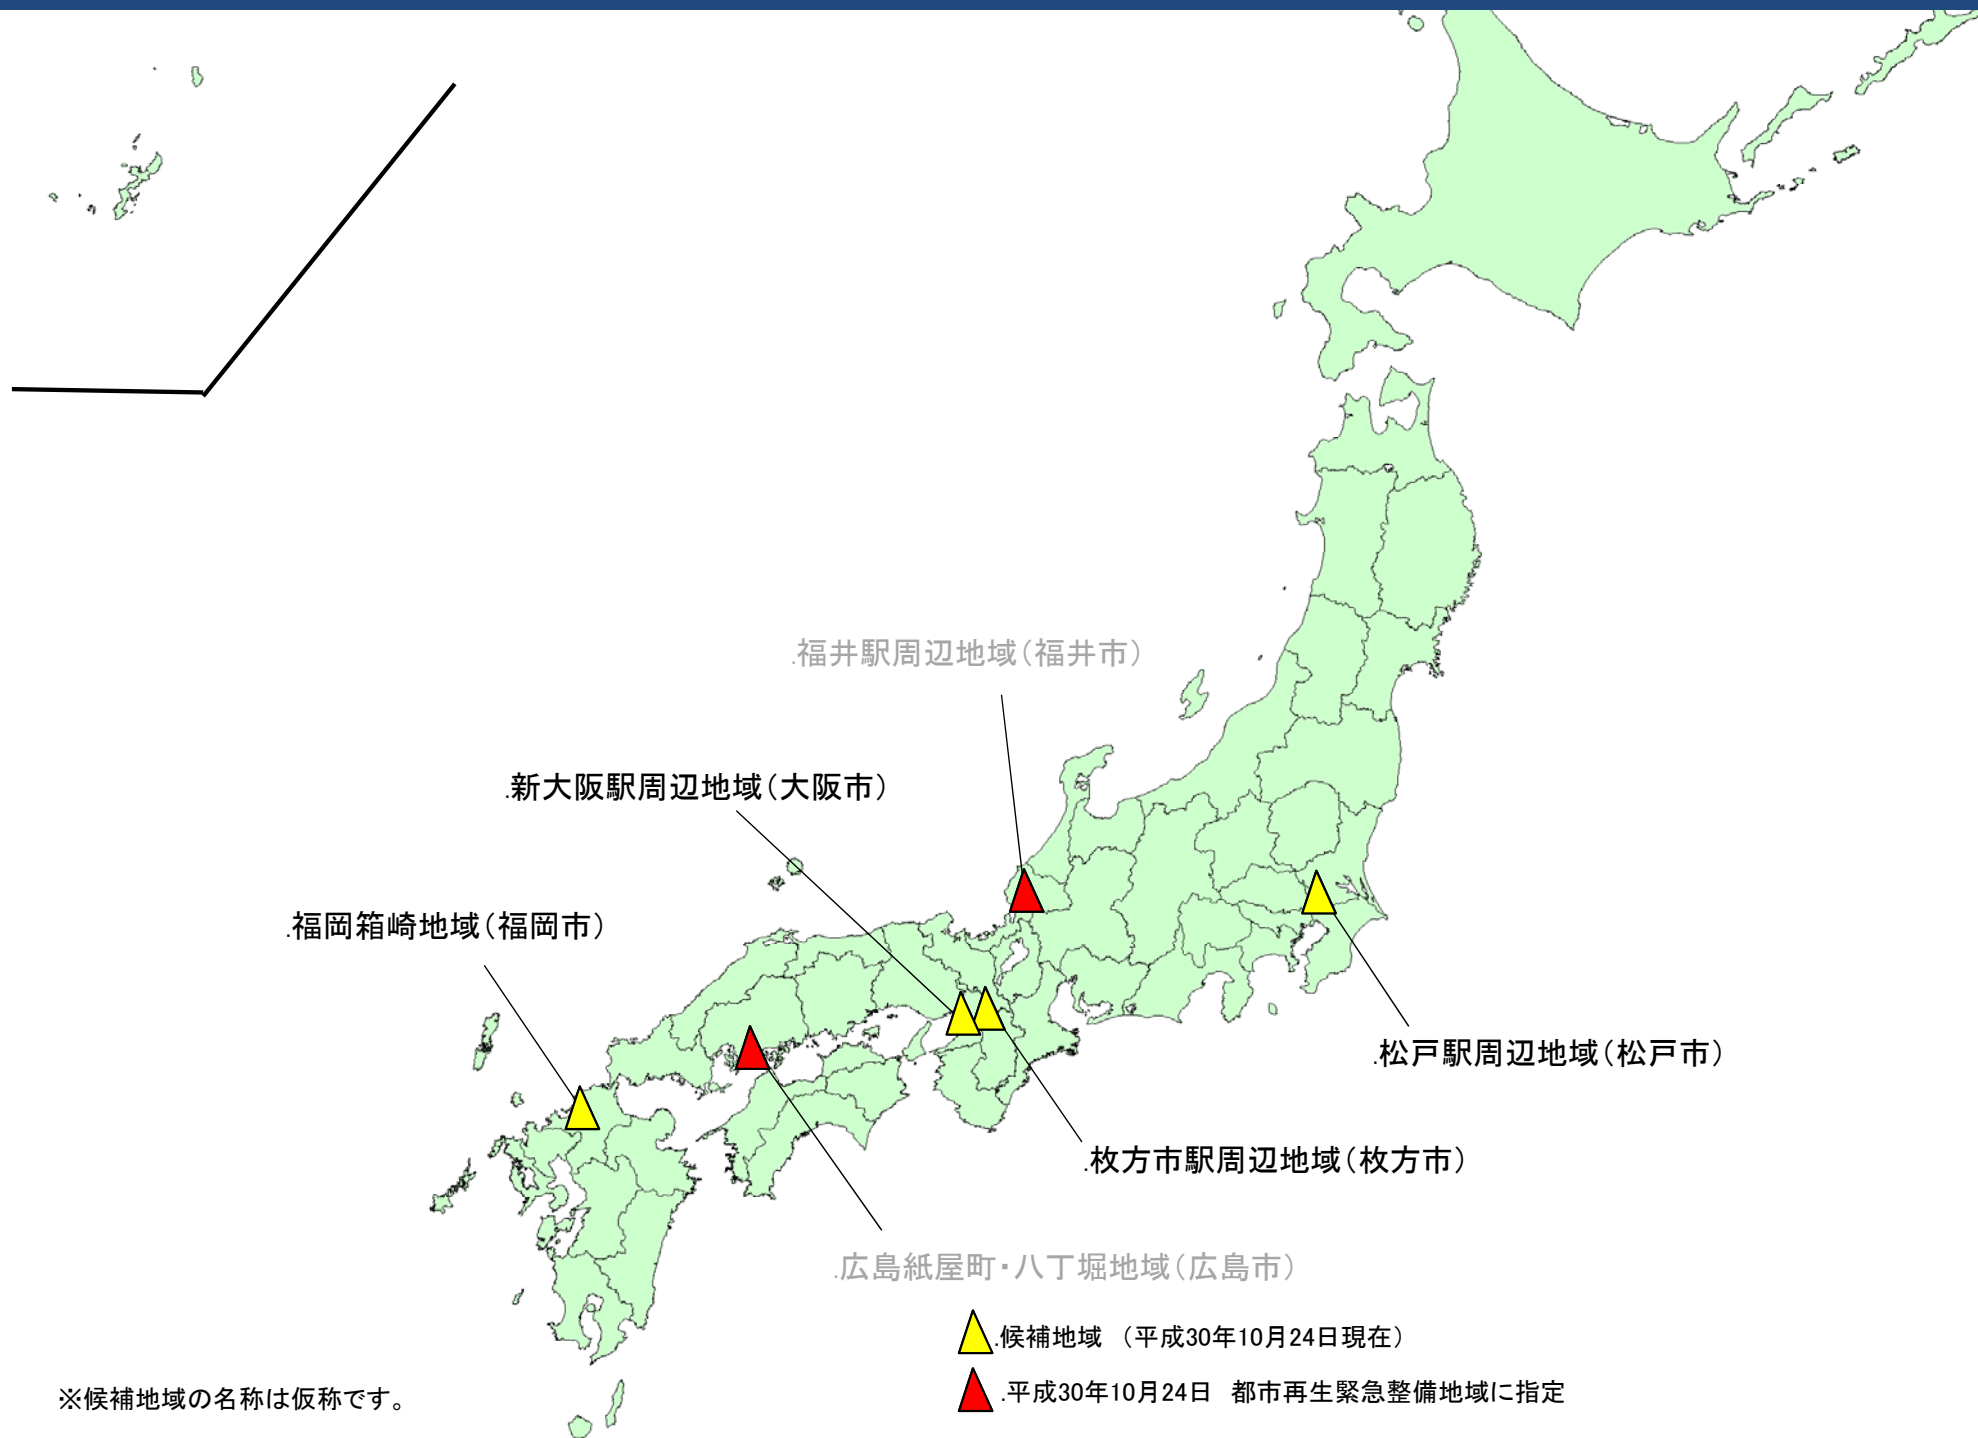 .福井駅周辺地域(福井市)
.新大阪駅周辺地域(大阪市)
.福岡箱崎地域(福岡市)
.松戸駅周辺地域(松戸市)
.枚方市駅周辺地域(枚方市)
.広島紙屋町・八丁堀地域(広島市)
.候補地域 (平成30年10月24日現在)
.平成30年10月24日 都市再生緊急整備地域に指定
※候補地域の名称は仮称です。